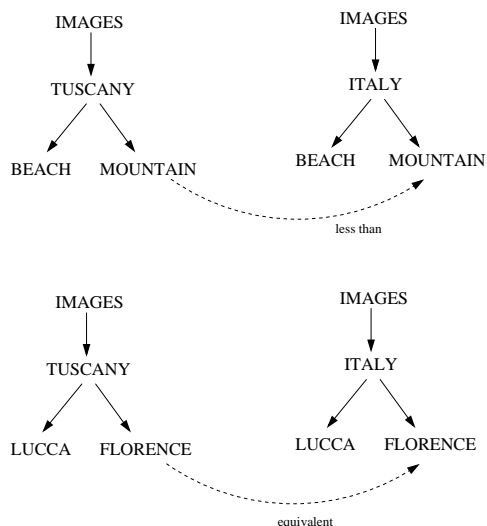 IMAGES IMAGES
TUSCANY ITALY
BEACH MOUNTAIN BEACH MOUNTAIN
less than
IMAGES IMAGES
TUSCANY ITALY
LUCCA FLORENCE LUCCA FLORENCE
equivalent